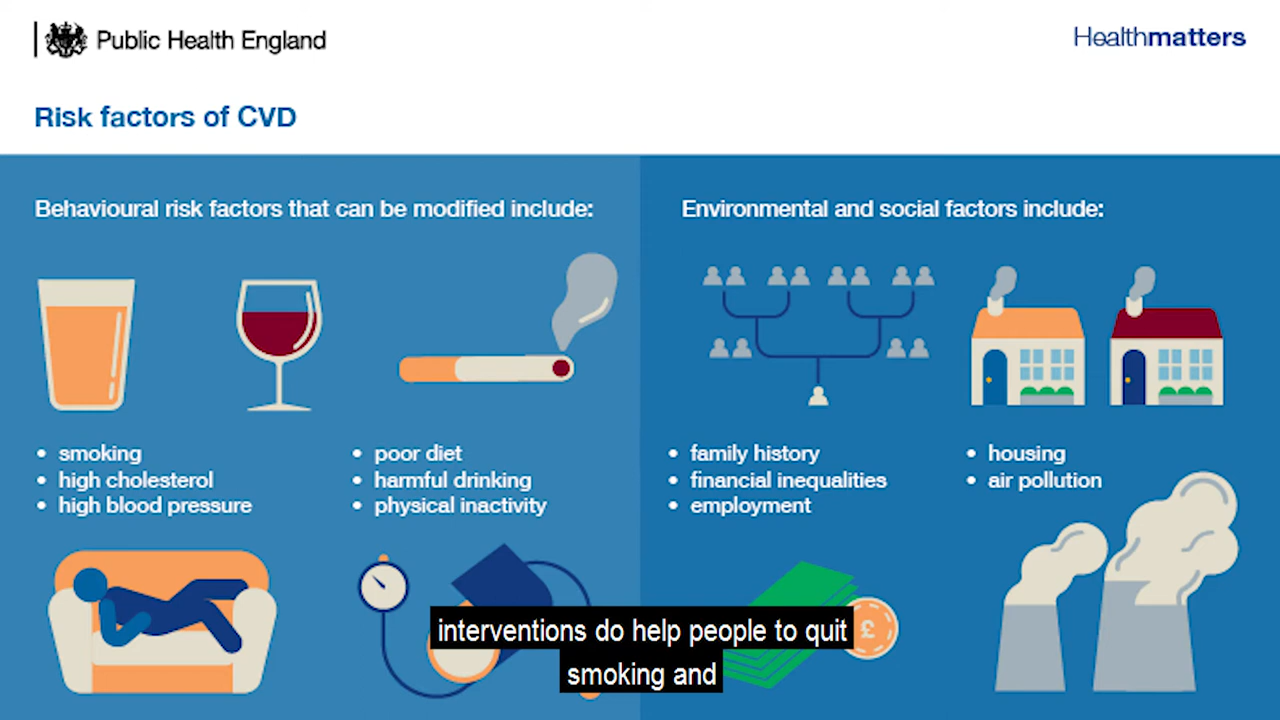 Public Health England
Healthmatters
Risk factors of CVD
Behavioural risk factors that can be modified include:
• smoking
• high cholesterol
• high blood pressure
• poor diet
• harmful drinking
• physical inactivity
Environmental and social factors include:
• family history
• financial inequalities
• employment
• housing
• air pollution
£
interventions do help people to quit
smoking and